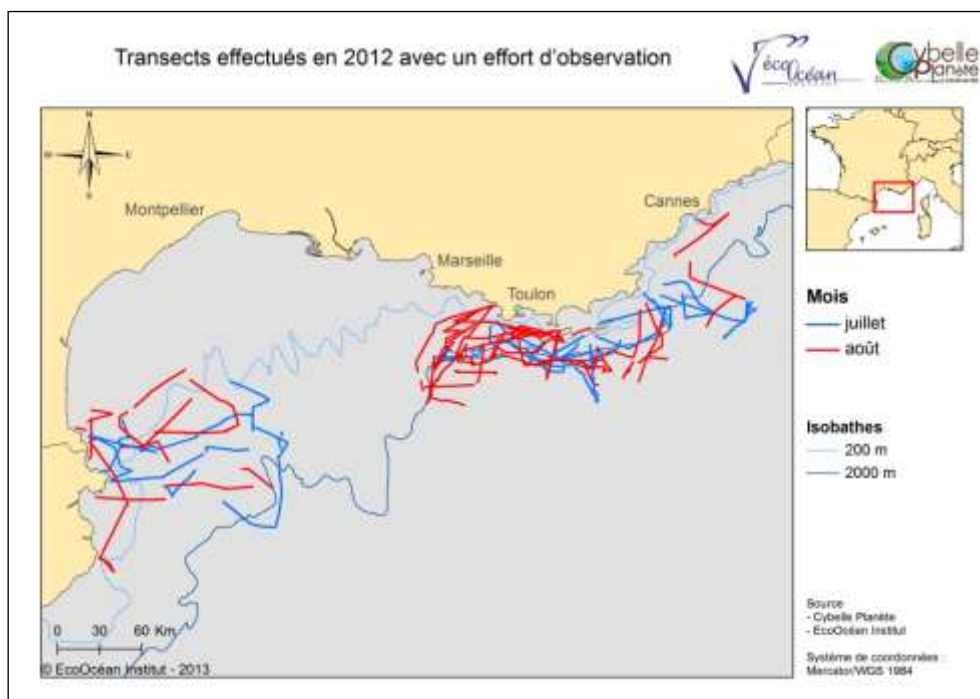 Transects effectués en 2012 avec un effort d'observation
écoOcéan
Cybelle
Planète
N
E
S
Montpellier
Marseille
Toulon
Cannes
Mois
juillet
août
Isobathes
200 m
2000 m
0 30 60 Km
© EcoOcéan Institut - 2013
Source
- Cybelle Planète
- EcoOcéan Institut
Système de coordonnées :
Mercator/WGS 1984